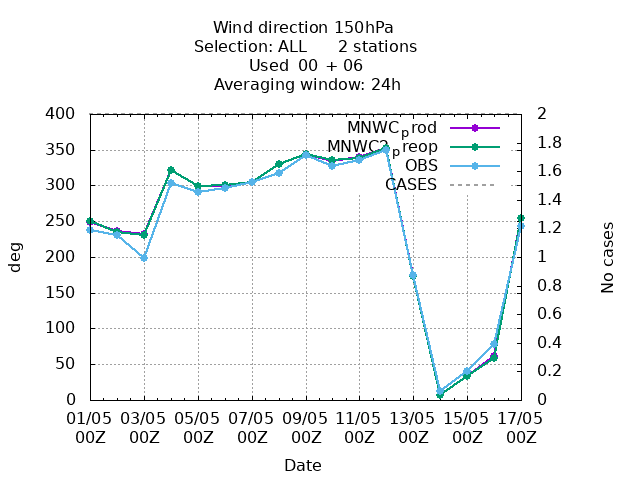 Wind direction 150hPa
Selection: ALL 2 stations
Used 00 + 06
Averaging window: 24h
400 2
MNWC_prod
350 1.8
MNWC2_preop
OBS 1.6
300 CASES 1.4
250 1.2
deg 200 1 No cases
150 0.8
100 0.6
0.4
50 0.2
0 0
01/05 03/05 05/05 07/05 09/05 11/05 13/05 15/05 17/05
00Z 00Z 00Z 00Z 00Z 00Z 00Z 00Z 00Z
Date